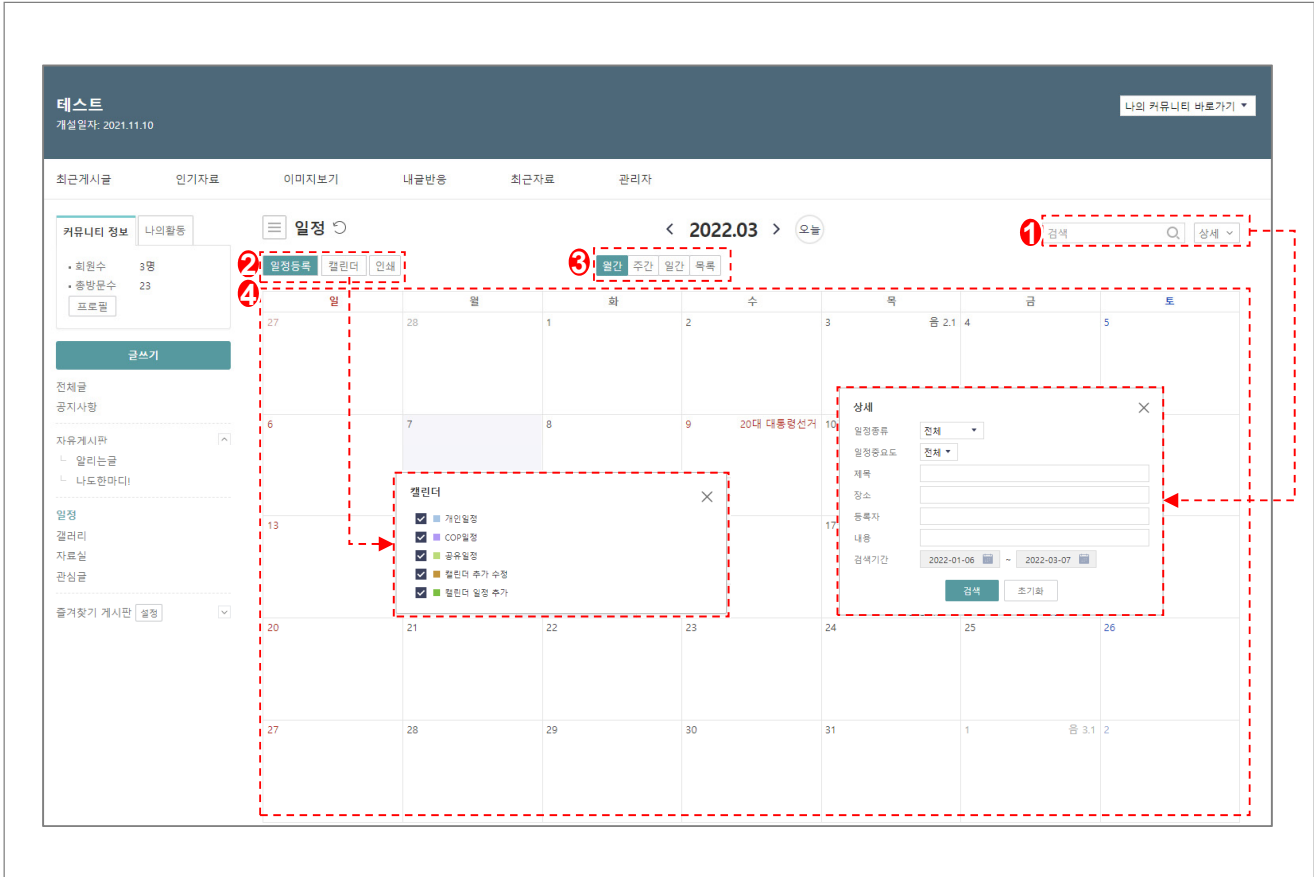 테스트
개설일자: 2021.11.10
나의 커뮤니티 바로가기
최근게시글 인기자료 이미지보기 내글반응 최근자료 관리자
커뮤니티 정보 나의활동
• 회원수 3명
• 총방문수 23
프로필
글쓰기
전체글
공지사항
자유게시판
알리는글
나도한마디!
일정
갤러리
자료실
관심글
즐겨찾기 게시판 설정
일정
< 2022.03 > 오늘
1
검색 상세
2
일정등록 캘린더 인쇄
3
월간 주간 일간 목록
4
일 월 화 수 목 금 토
27 28 1 2 3 음 2.1 4 5
6 7 8 9 20대 대통령선거 10
13 17
20 21 22 23 24 25 26
27 28 29 30 31 1 음 3.1 2
캘린더
개인일정
COP일정
공유일정
캘린더 추가 수정
캘린더 일정 추가
상세
일정종류 전체
일정중요도 전체
제목
장소
등록자
내용
검색기간 2022-01-06 ~ 2022-03-07
검색 초기화